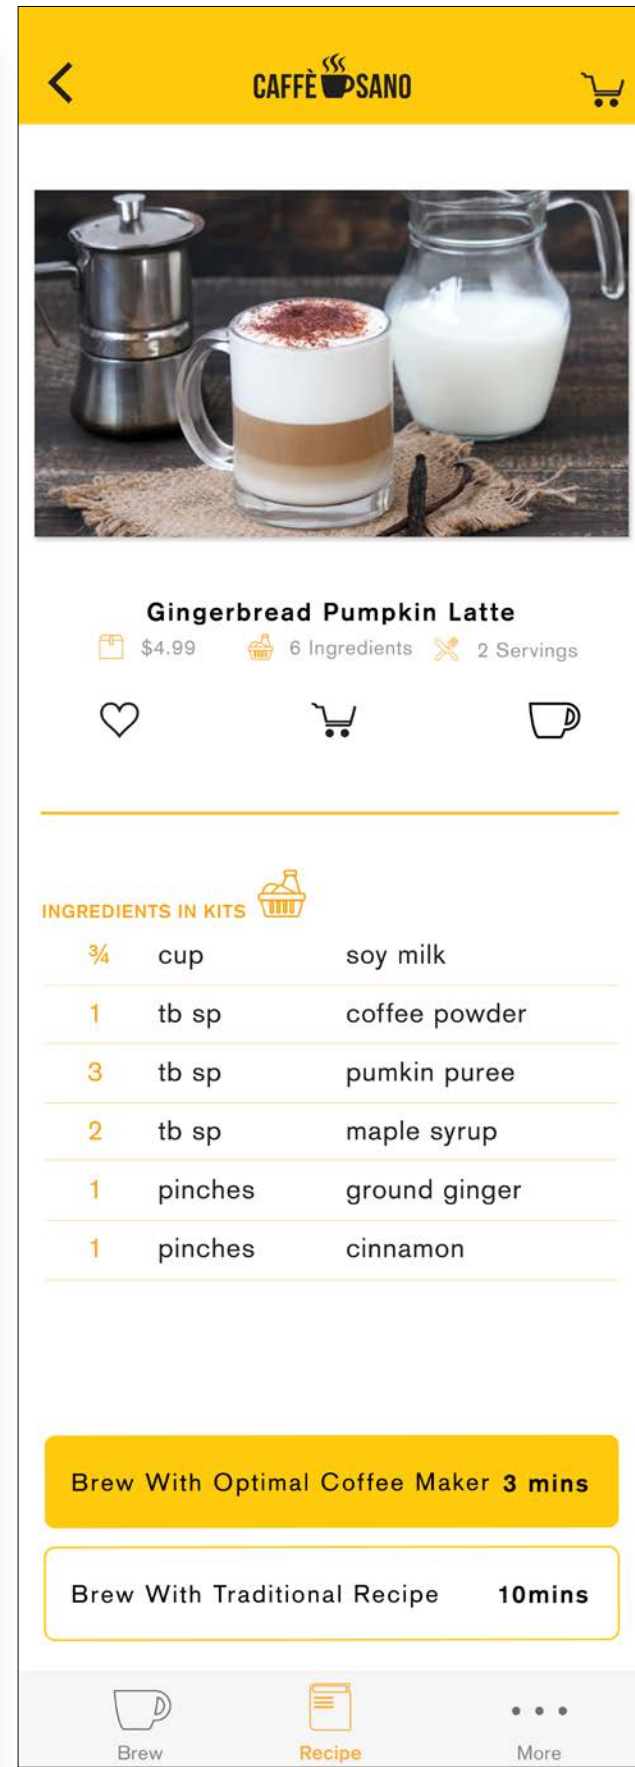 CAFFÈ SANO
Gingerbread Pumpkin Latte
$4.99 6 Ingredients 2 Servings
INGREDIENTS IN KITS
¾ cup soy milk
1 tb sp coffee powder
3 tb sp pumkin puree
2 tb sp maple syrup
1 pinches ground ginger
1 pinches cinnamon
Brew With Optimal Coffee Maker 3 mins
Brew With Traditional Recipe 10mins
Brew Recipe More